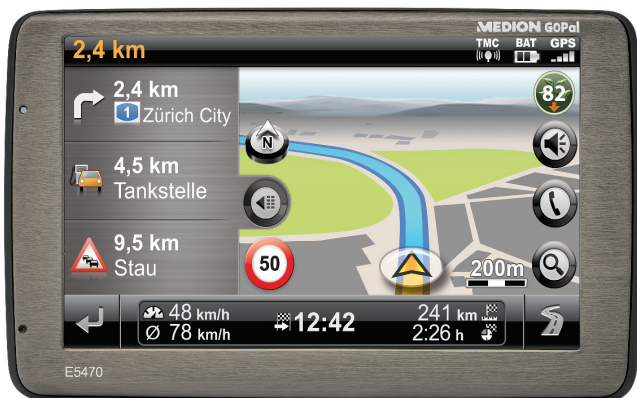 MEDION GOPal
2,4 km
TMC BAT GPS
2,4 km
1 Zürich City
4,5 km
Tankstelle
9,5 km
Stau
N
82
50
200m
48 km/h
Ø 78 km/h
12:42
241 km
2:26 h
E5470